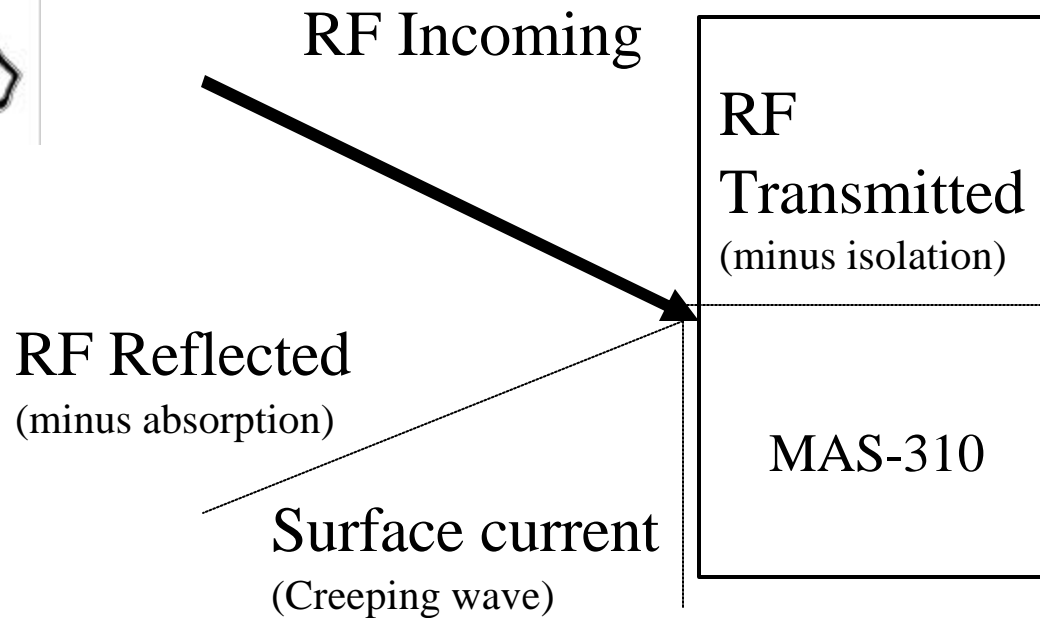 RF Incoming
RF
Transmitted
(minus isolation)
RF Reflected
(minus absorption)
MAS-310
Surface current
(Creeping wave)